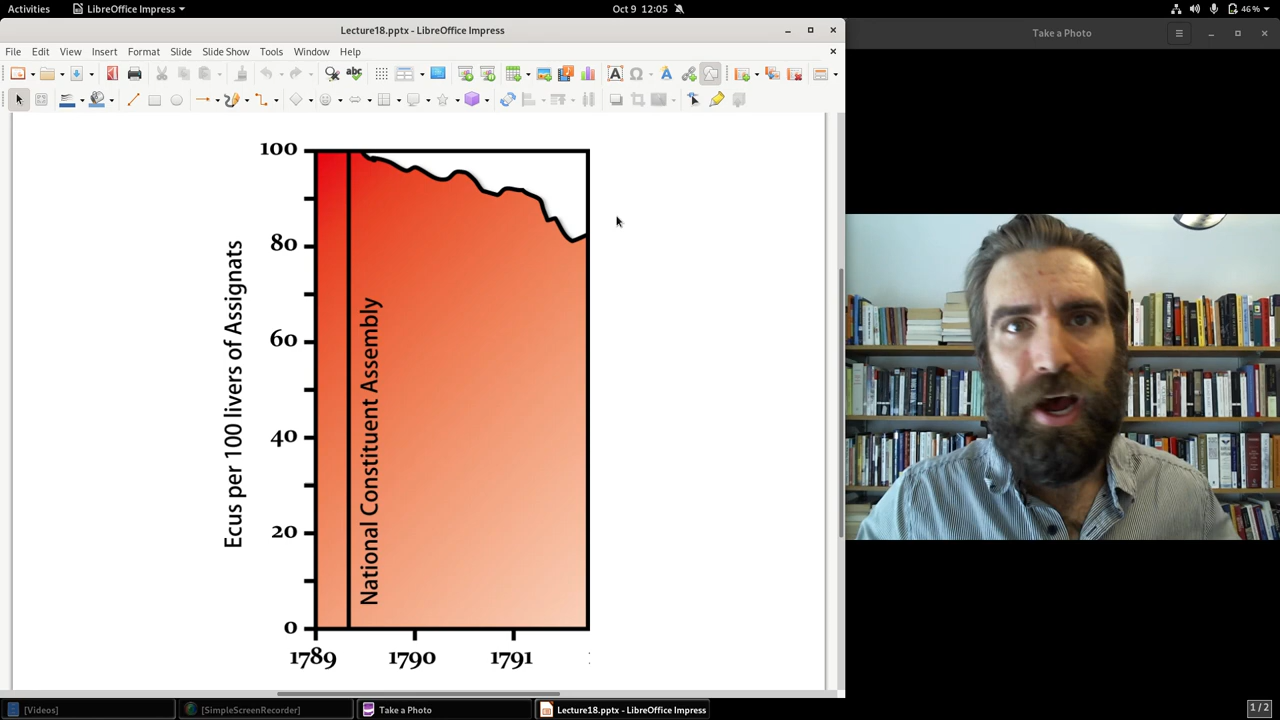 Activities LibreOffice Impress Oct 9 12:05 46%
Lecture18.pptx - LibreOffice Impress
Take a Photo
File Edit View Insert Format Slide Slide Show Tools Window Help
100
80
60
40
20
0
Ecus per 100 livers of Assignats
National Constituent Assembly
1789 1790 1791
[Videos] [SimpleScreenRecorder] Take a Photo Lecture18.pptx - LibreOffice Impress 1 / 2